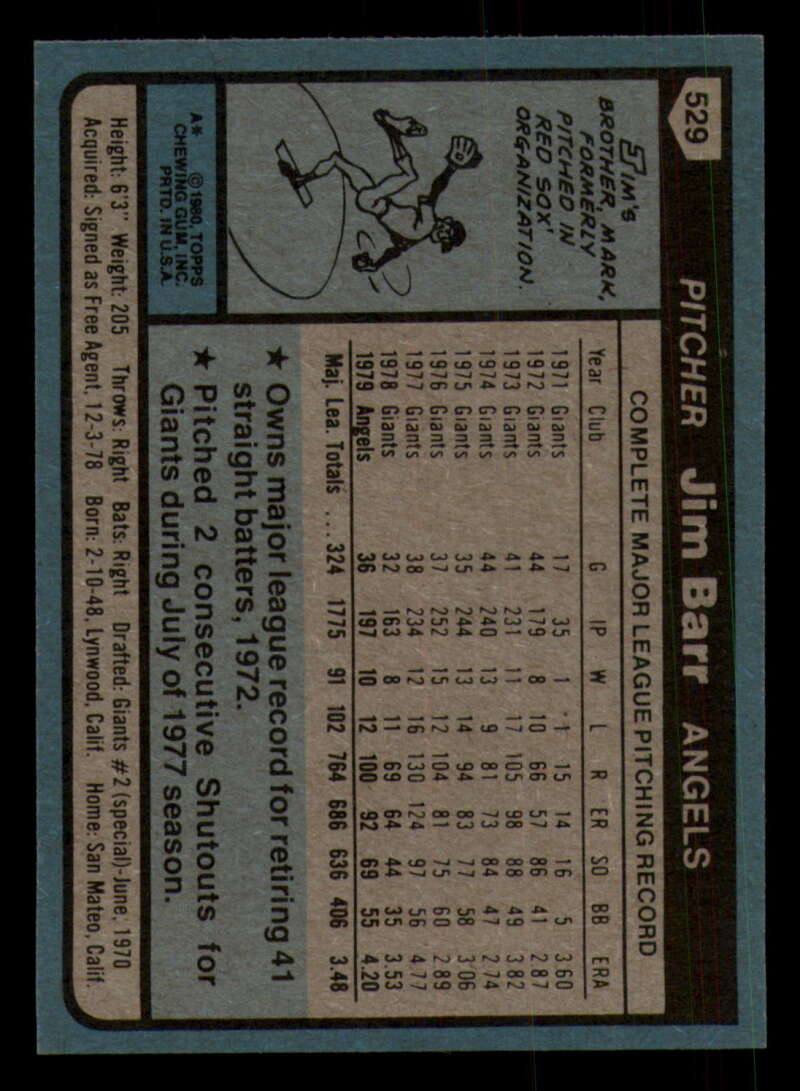 529
PITCHER Jim Barr ANGELS
JIM'S
BROTHER, MARK,
FORMERLY
PITCHED IN
RED SOX'
ORGANIZATION.
A* © 1980, TOPPS
CHEWING GUM, INC.
PRTD. IN U.S.A.
COMPLETE MAJOR LEAGUE PITCHING RECORD
Year Club G IP W L R ER SO BB ERA
1971 Giants 17 35 1 1 15 14 16 5 3.60
1972 Giants 44 179 8 10 66 57 86 41 2.87
1973 Giants 41 231 11 17 105 98 88 49 3.82
1974 Giants 44 240 13 9 81 73 84 47 2.74
1975 Giants 35 244 13 14 94 83 77 58 3.06
1976 Giants 37 252 15 12 104 81 75 60 2.89
1977 Giants 38 234 12 16 130 124 97 56 4.77
1978 Giants 32 163 8 11 69 64 44 35 3.53
1979 Angels 36 197 10 12 100 92 69 55 4.20
Maj. Lea. Totals ... 324 1775 91 102 764 686 636 406 3.48
★ Owns major league record for retiring 41
straight batters, 1972.
★ Pitched 2 consecutive Shutouts for
Giants during July of 1977 season.
Height: 6'3" Weight: 205 Throws: Right Bats: Right Drafted: Giants #2 (special)-June, 1970
Acquired: Signed as Free Agent, 12-3-78 Born: 2-10-48, Lynwood, Calif. Home: San Mateo, Calif.